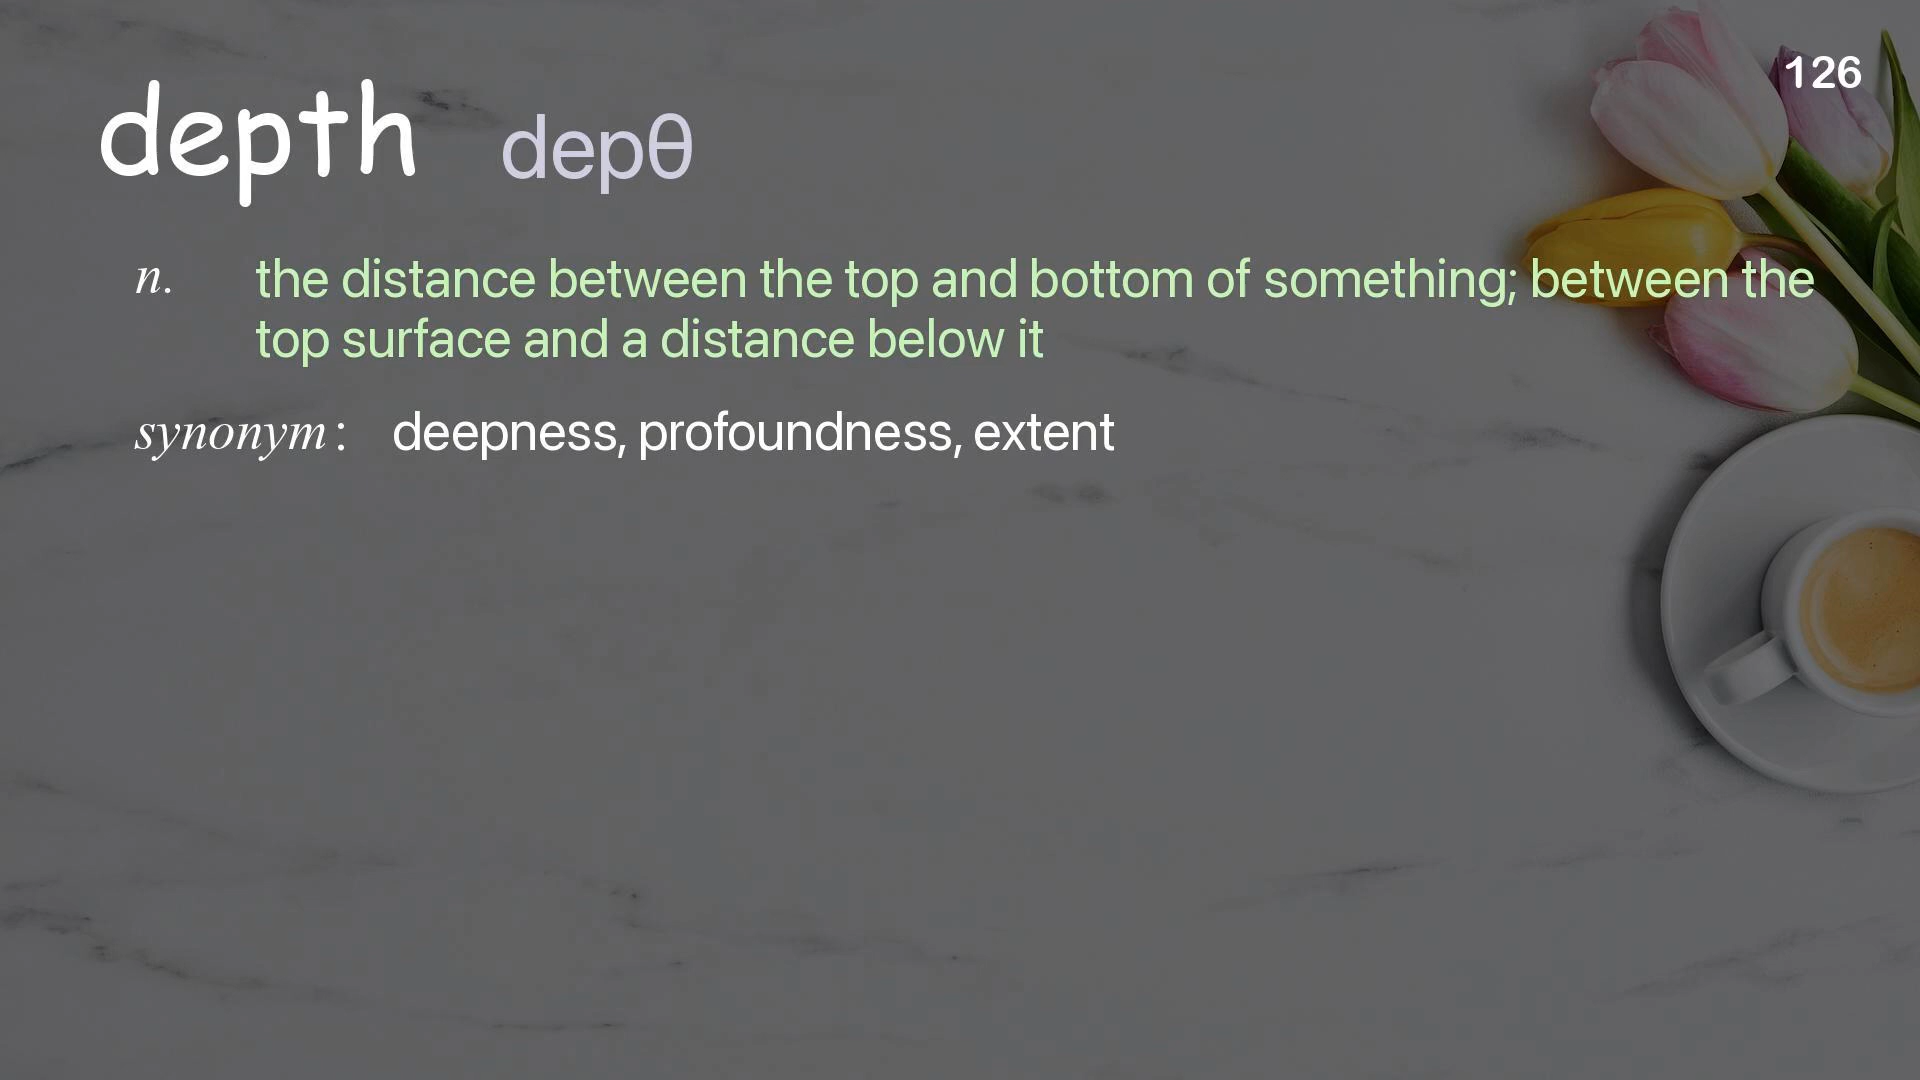 126
depth depθ
n. the distance between the top and bottom of something; between the
top surface and a distance below it
synonym: deepness, profoundness, extent